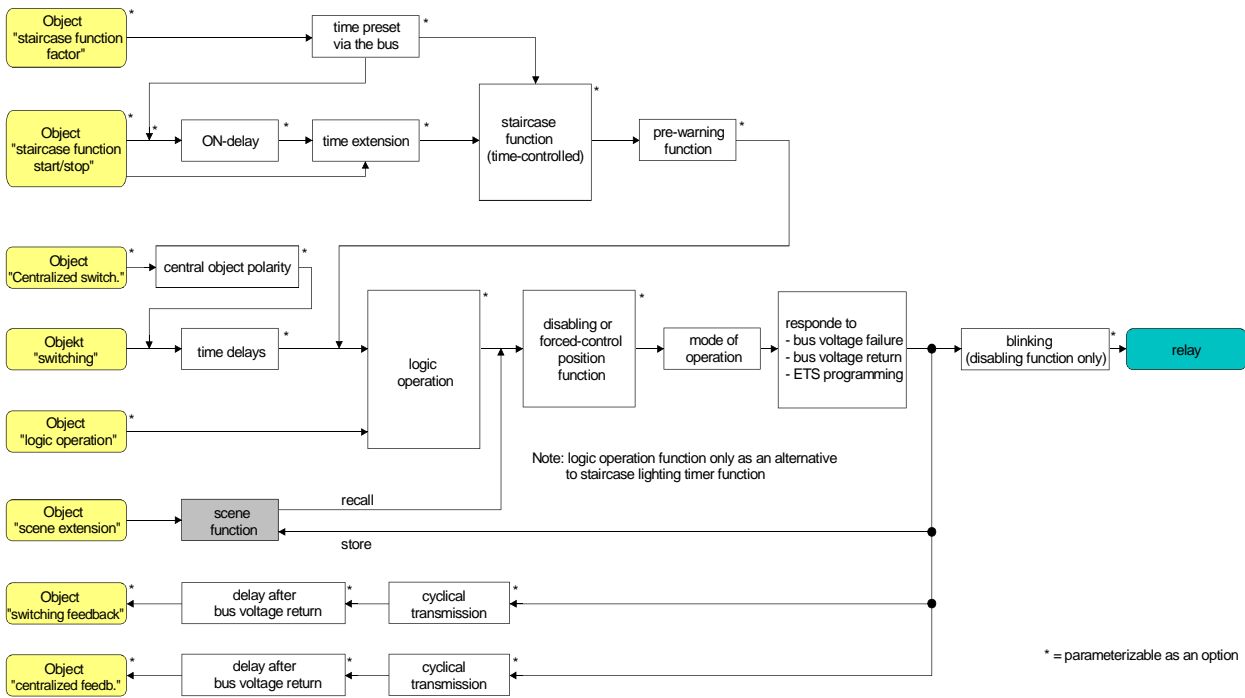 Object
"staircase function
factor"
*
time preset
via the bus
*
Object
"staircase function
start/stop"
*
*
ON-delay
*
time extension
*
staircase
function
(time-controlled)
*
pre-warning
function
*
Object
"Centralized switch."
*
central object polarity
*
Objekt
"switching"
*
time delays
*
logic
operation
*
disabling or
forced-control
position
function
*
mode of
operation
responde to
- bus voltage failure
- bus voltage return
- ETS programming
blinking
(disabling function only)
*
relay
Object
"logic operation"
*
Note: logic operation function only as an alternative
to staircase lighting timer function
Object
"scene extension"
*
scene
function
recall
store
Object
"switching feedback"
*
delay after
bus voltage return
*
cyclical
transmission
*
Object
"centralized feedb."
*
delay after
bus voltage return
*
cyclical
transmission
*
* = parameterizable as an option